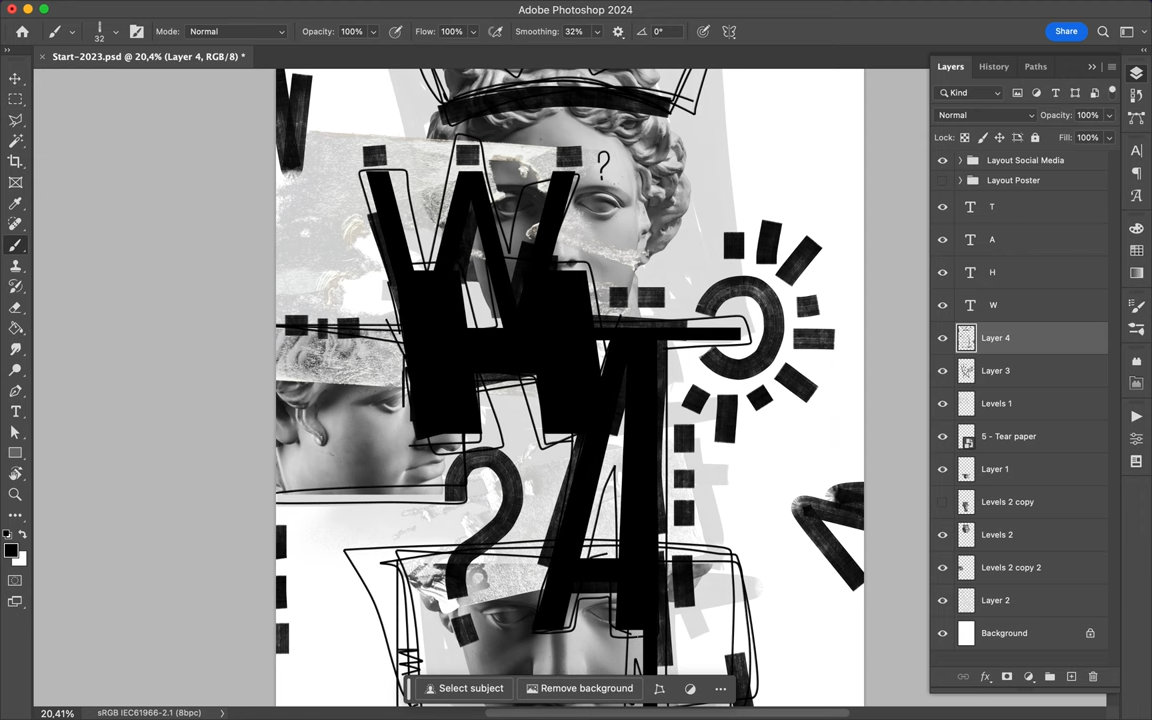 Adobe Photoshop 2024
32
Mode: Normal
Opacity: 100%
Flow: 100%
Smoothing: 32%
0°
Share
Start-2023.psd @ 20,4% (Layer 4, RGB/8) *
Layers
History
Paths
Kind
Normal
Opacity: 100%
Lock:
Fill: 100%
Layout Social Media
Layout Poster
T
A
H
W
Layer 4
Layer 3
Levels 1
5 - Tear paper
Layer 1
Levels 2 copy
Levels 2
Levels 2 copy 2
Layer 2
Background
W
H
A
T
?
?
Select subject
Remove background
20,41%
sRGB IEC61966-2.1 (8bpc)